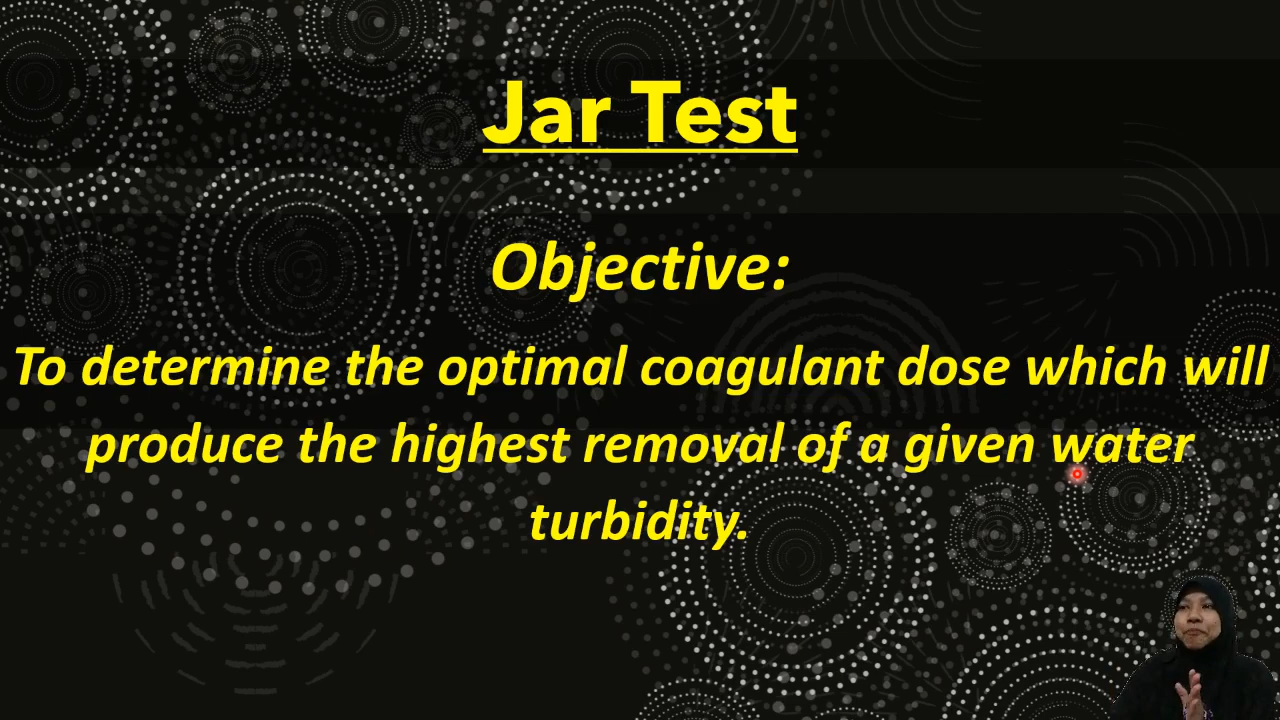 Jar Test
Objective:
To determine the optimal coagulant dose which will
produce the highest removal of a given water
turbidity.